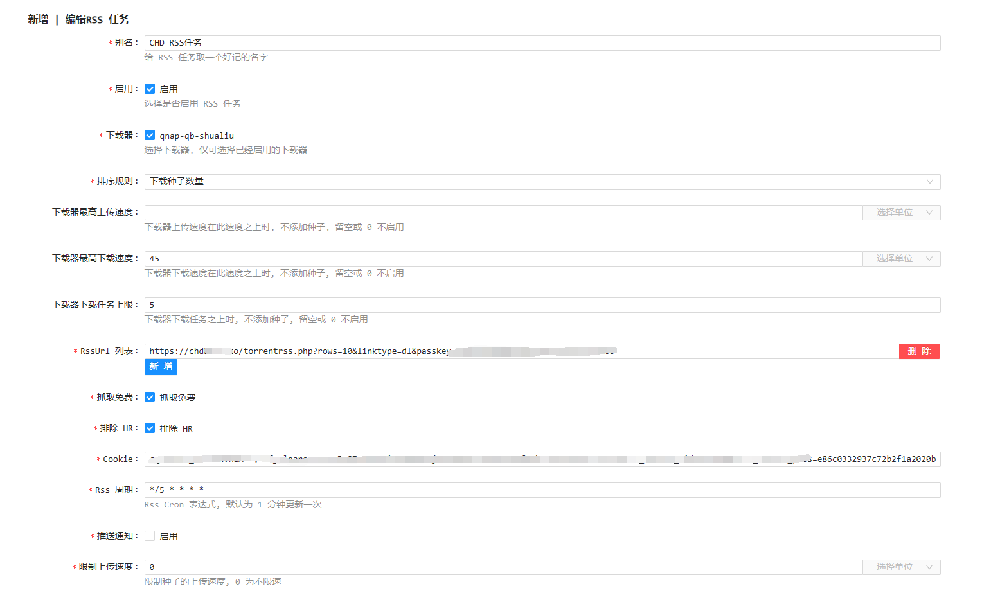 新增 | 编辑RSS 任务
* 别名: CHD RSS任务
给 RSS 任务取一个好记的名字
* 启用: 启用
选择是否启用 RSS 任务
* 下载器: qnap-qb-shualiu
选择下载器, 仅可选择已经启用的下载器
* 排序规则: 下载种子数量
下载器最高上传速度: 选择单位
下载器上传速度在此速度之上时, 不添加种子, 留空或 0 不启用
下载器最高下载速度: 45 选择单位
下载器下载速度在此速度之上时, 不添加种子, 留空或 0 不启用
下载器下载任务上限: 5
下载器下载任务之上时, 不添加种子, 留空或 0 不启用
* RssUrl 列表: https://chd to/torrentrss.php?rows=10&linktype=dl&passkey 删 除
新 增
* 抓取免费: 抓取免费
* 排除 HR: 排除 HR
* Cookie: =e86c0332937c72b2f1a2020b
* Rss 周期: */5 * * * *
Rss Cron 表达式, 默认为 1 分钟更新一次
* 推送通知: 启用
* 限制上传速度: 0 选择单位
限制种子的上传速度, 0 为不限速